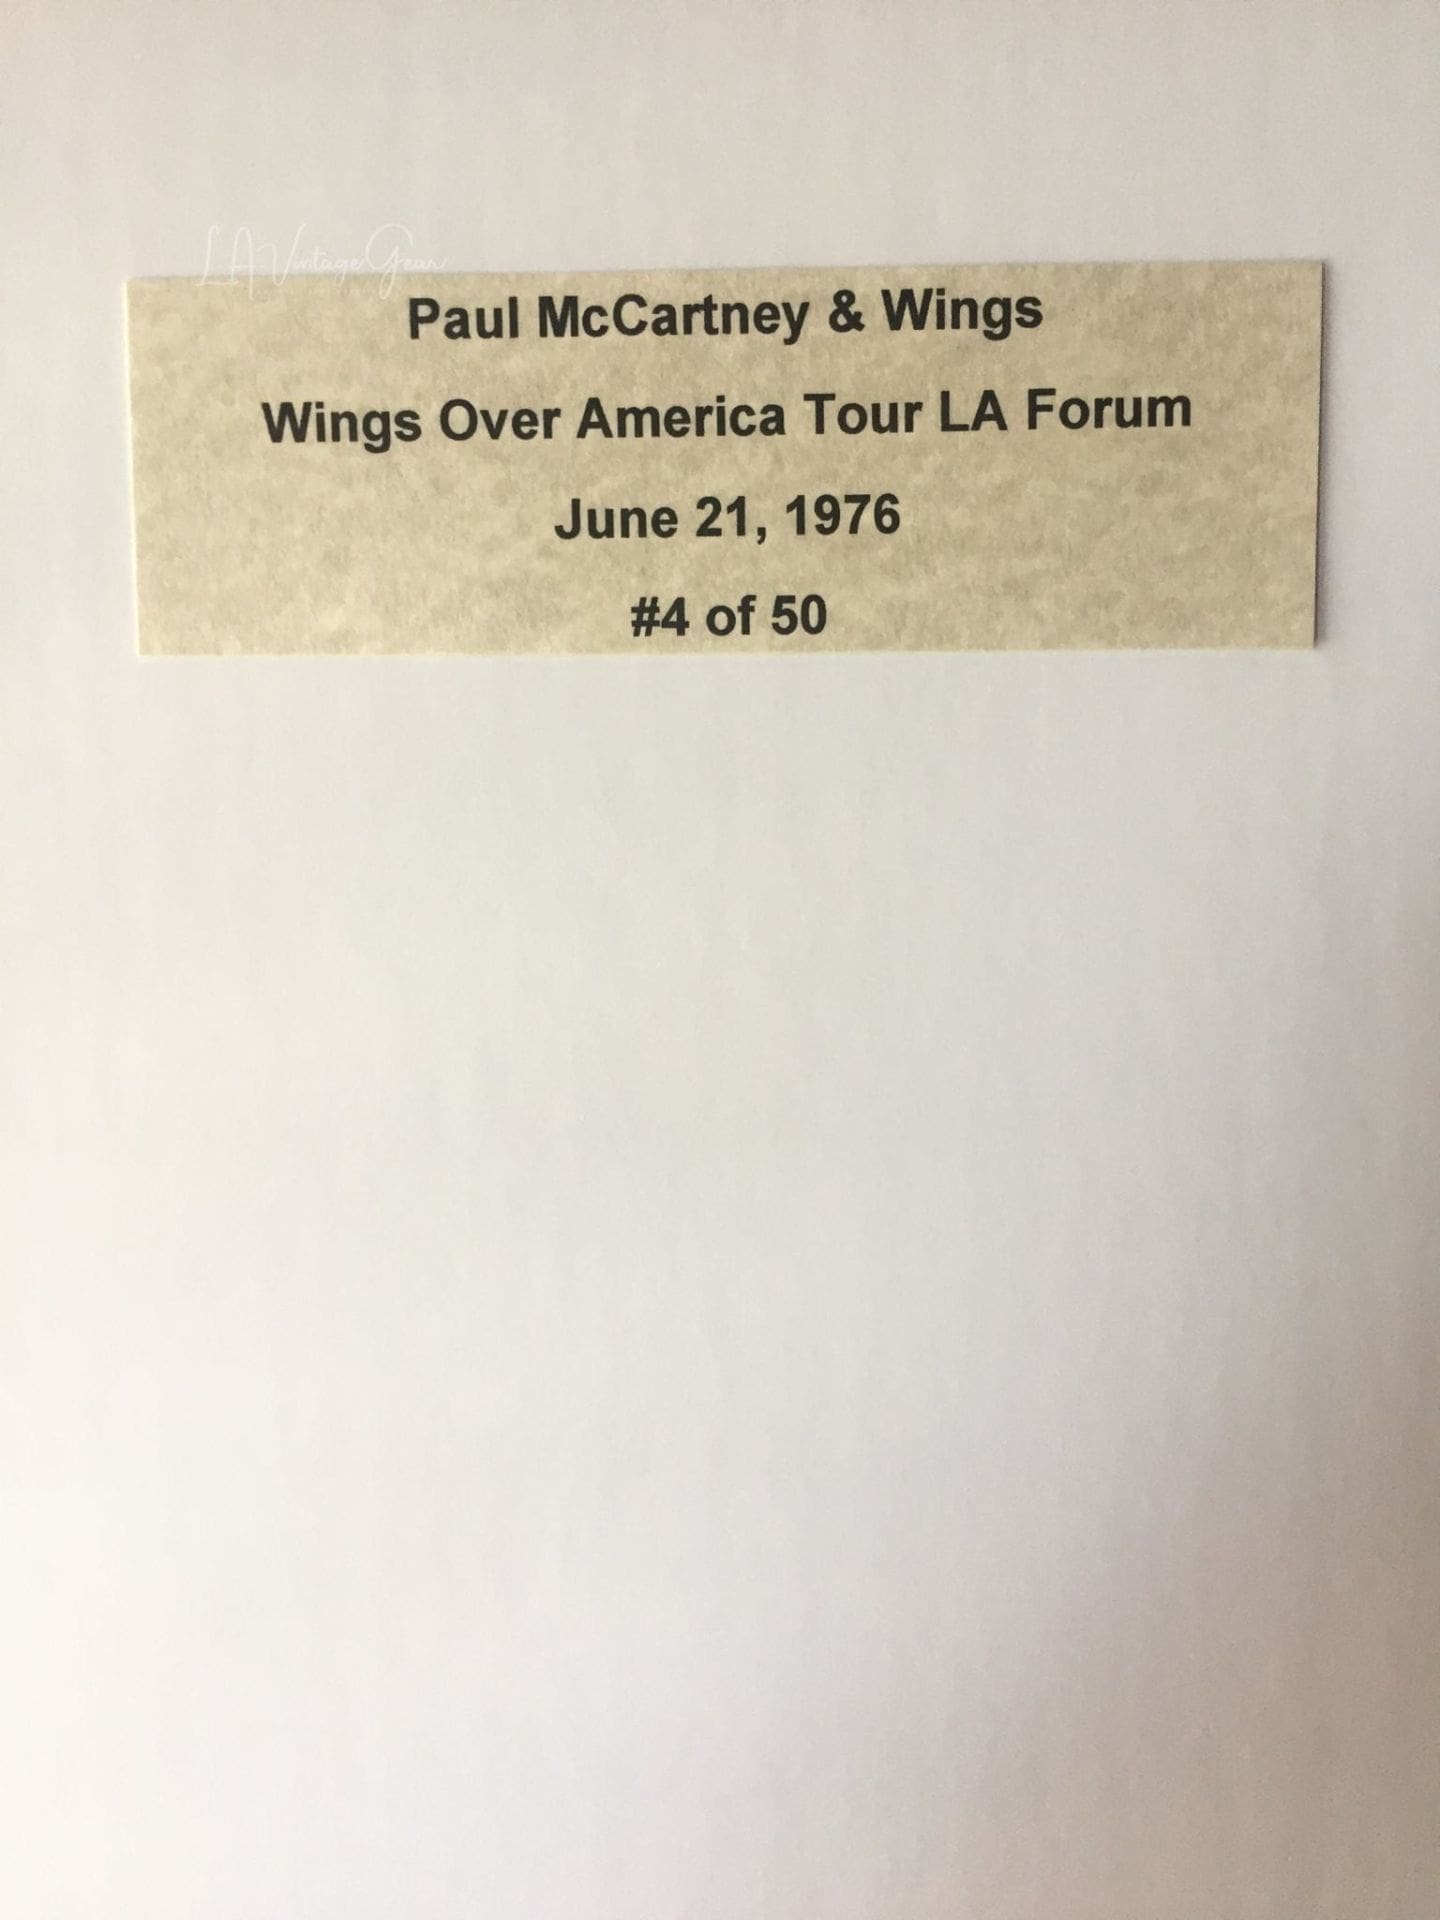 LA Vintage Gear
Paul McCartney & Wings
Wings Over America Tour LA Forum
June 21, 1976
#4 of 50